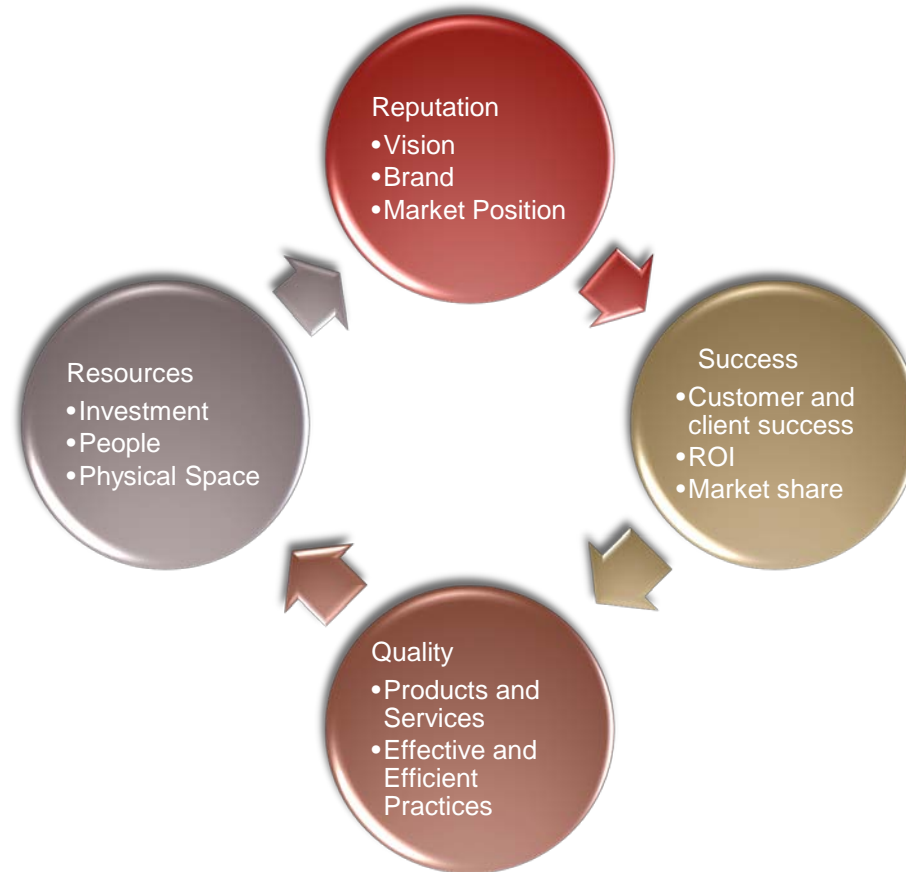 Reputation
•Vision
•Brand
•Market Position
Success
•Customer and
client success
•ROI
•Market share
Quality
•Products and
Services
•Effective and
Efficient
Practices
Resources
•Investment
•People
•Physical Space